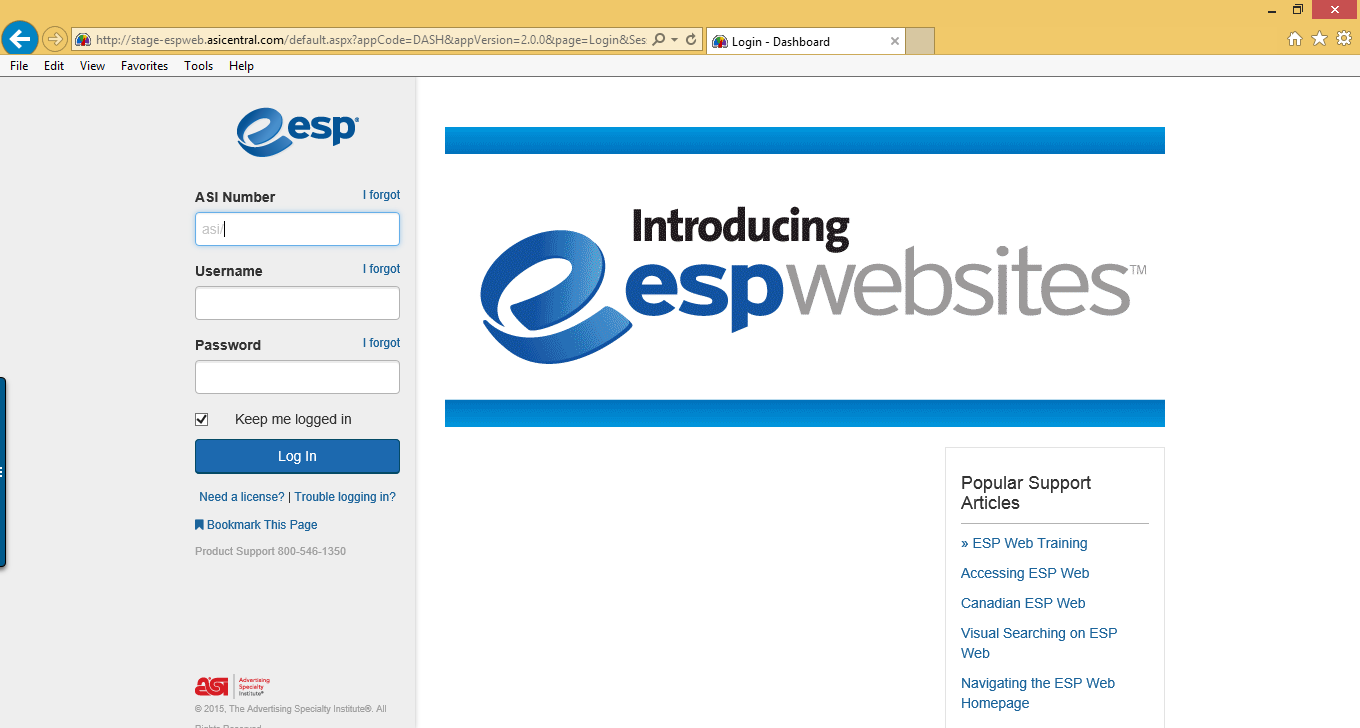 http://stage-espweb.asicentral.com/default.aspx?appCode=DASH&appVersion=2.0.0&page=Login&Ses
Login - Dashboard
File Edit View Favorites Tools Help
esp®
ASI Number I forgot
asi/
Username I forgot
Password I forgot
Keep me logged in
Log In
Need a license? | Trouble logging in?
Bookmark This Page
Product Support 800-546-1350
asi Advertising
Specialty
Institute®
© 2015, The Advertising Specialty Institute®. All
Rights Reserved.
Introducing
espwebsites™
Popular Support
Articles
» ESP Web Training
Accessing ESP Web
Canadian ESP Web
Visual Searching on ESP
Web
Navigating the ESP Web
Homepage